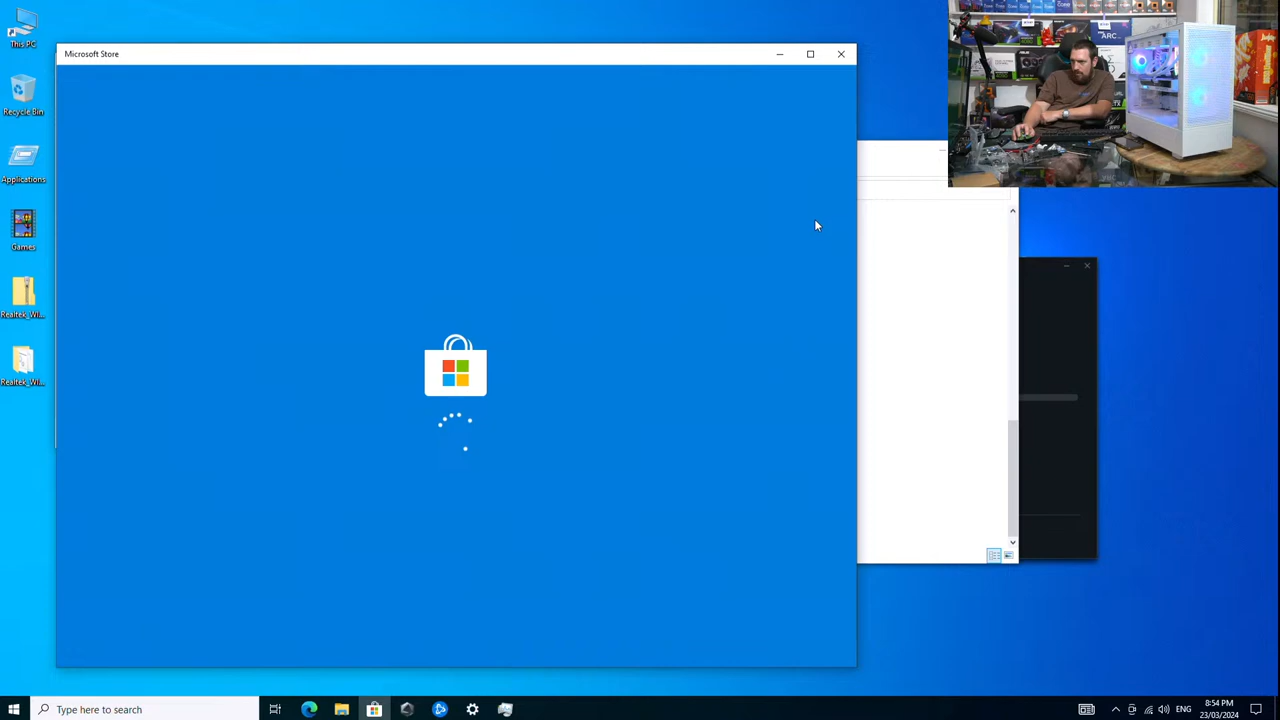 This PC
Recycle Bin
Applications
Games
Realtek_Wi...
Realtek_Wi...
Microsoft Store
ARC
Type here to search
ENG
8:54 PM
23/03/2024